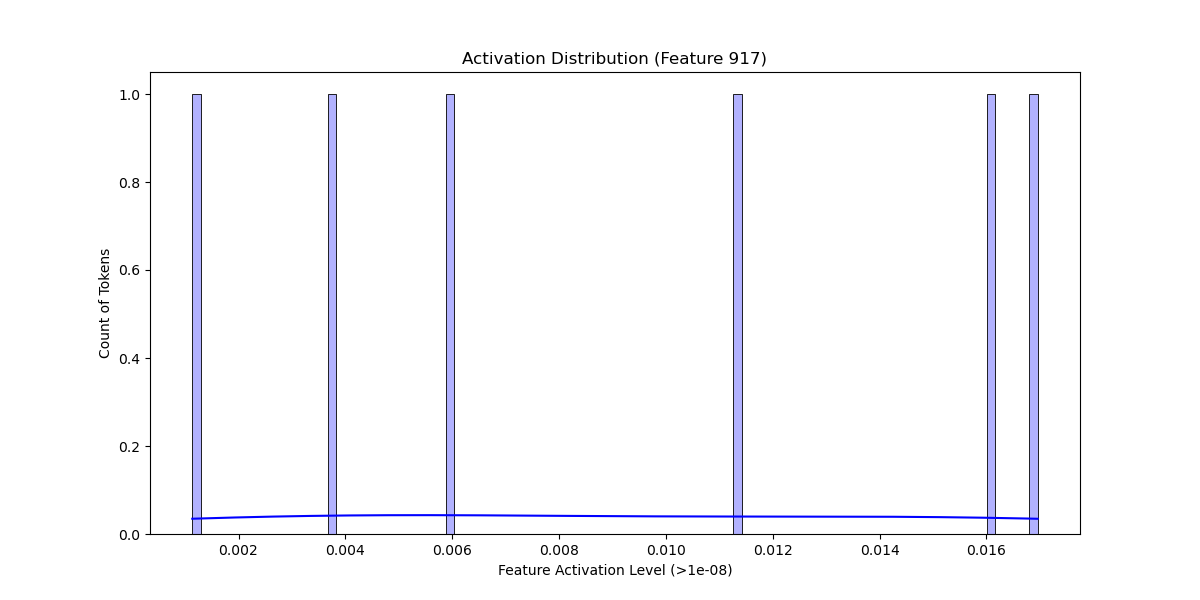 Activation Distribution (Feature 917)
Count of Tokens
1.0
0.8
0.6
0.4
0.2
0.0
0.002 0.004 0.006 0.008 0.010 0.012 0.014 0.016
Feature Activation Level (>1e-08)